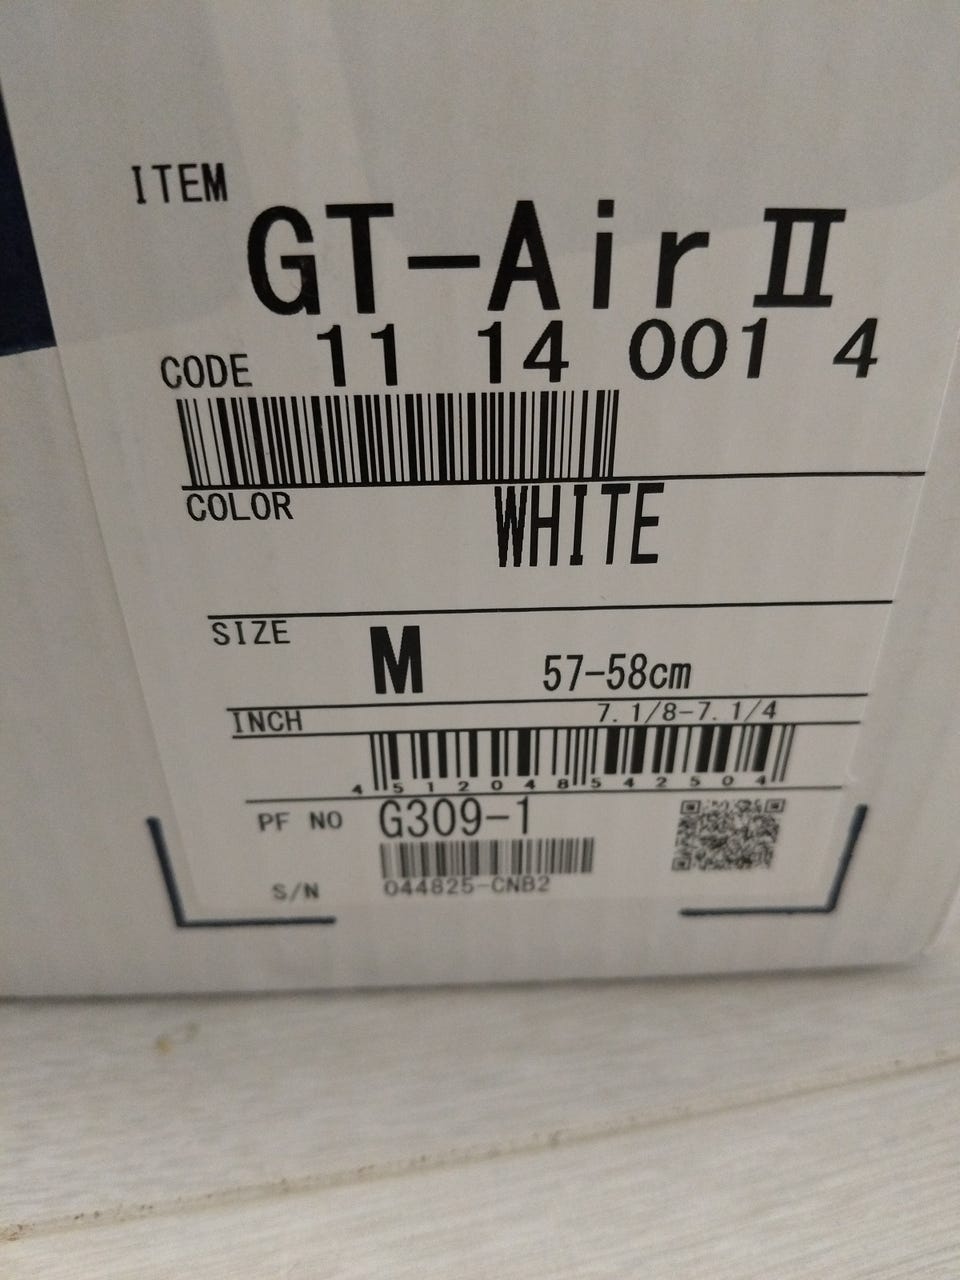 ITEM
GT-Air Ⅱ
CODE 11 14 001 4
COLOR WHITE
SIZE M 57-58cm
INCH 7.1/8-7.1/4
4 512048 542504
PF NO G309-1
S/N 044825-CNB2